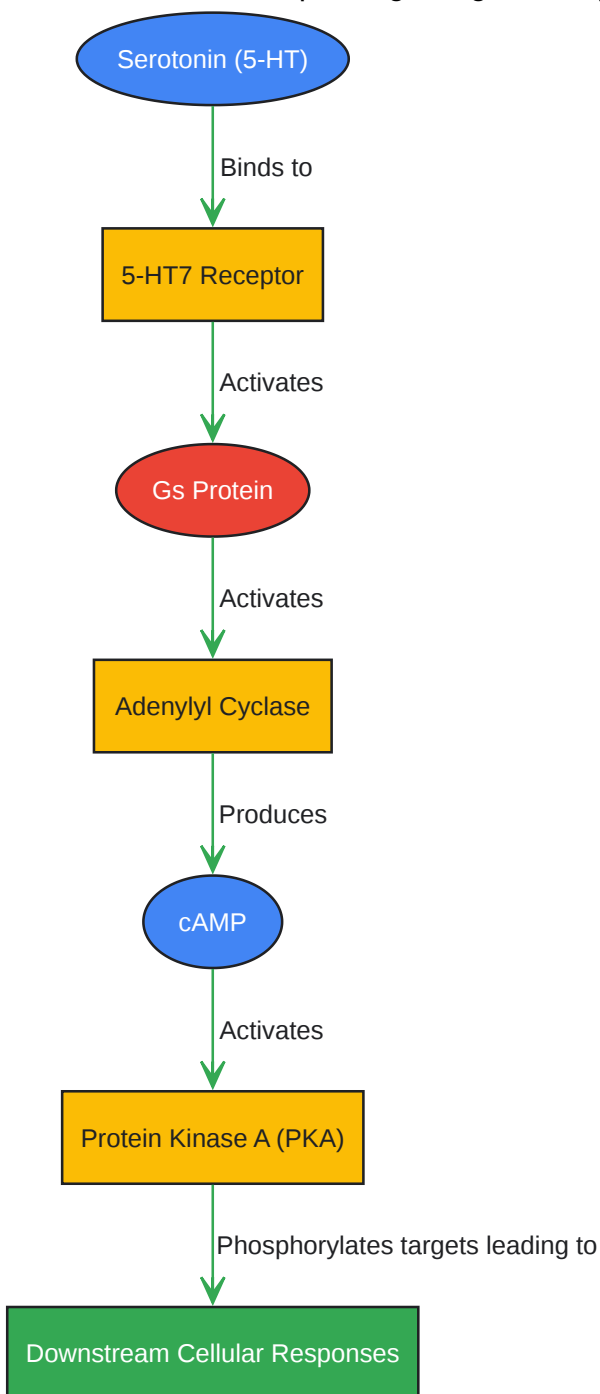 Serotonin (5-HT)
Binds to
5-HT7 Receptor
Activates
Gs Protein
Activates
Adenylyl Cyclase
Produces
cAMP
Activates
Protein Kinase A (PKA)
Phosphorylates targets leading to
Downstream Cellular Responses